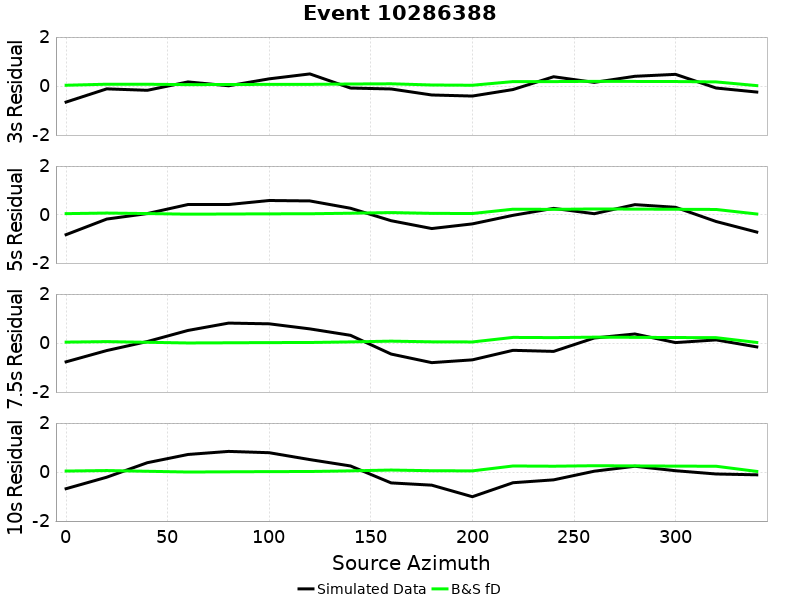 Event 10286388
3s Residual
2
0
-2
5s Residual
2
0
-2
7.5s Residual
2
0
-2
10s Residual
2
0
-2
0 50 100 150 200 250 300
Source Azimuth
Simulated Data B&S fD